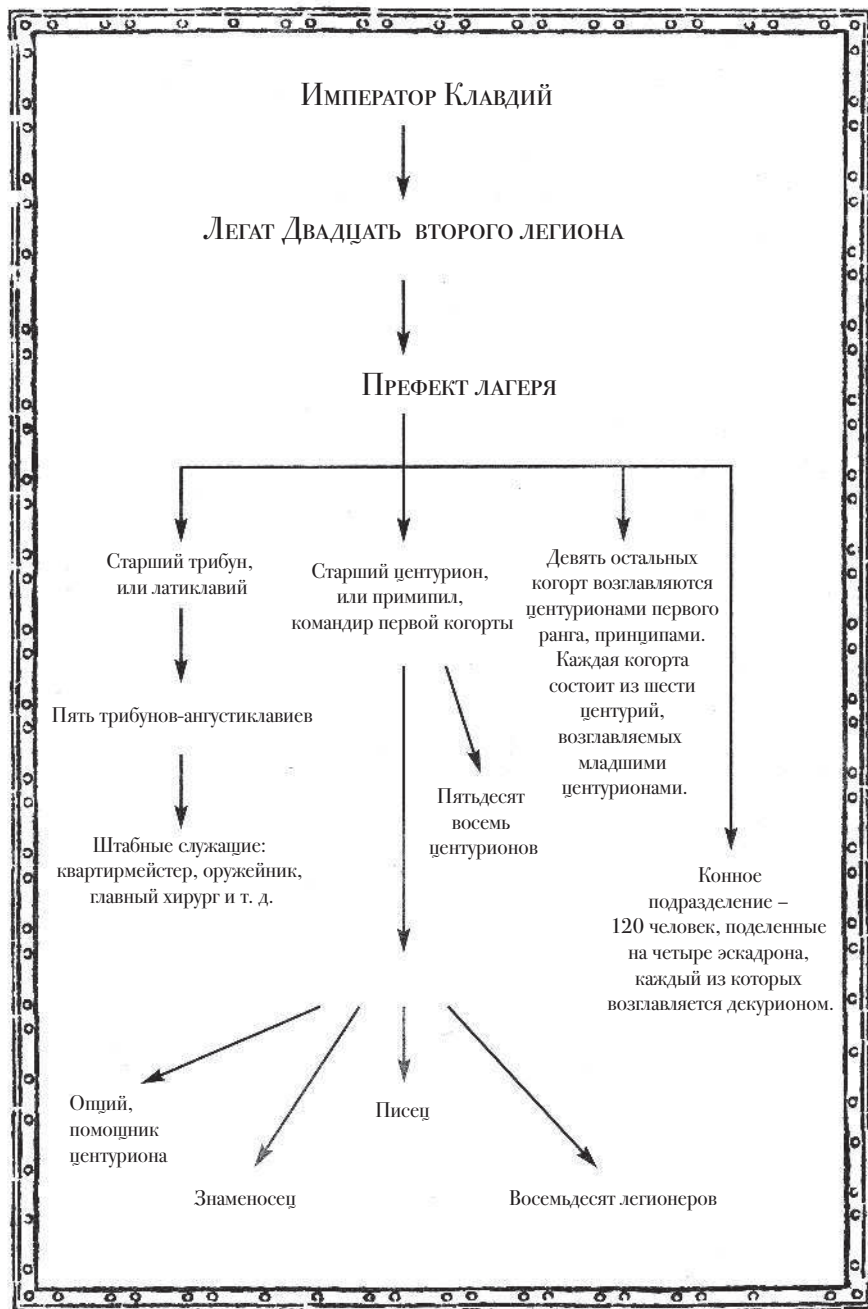 Император Клавдий
Легат Двадцать второго легиона
Префект лагеря
Старший трибун,
или латиклавий
Пять трибунов-ангустиклавиев
Штабные служащие:
квартирмейстер, оружейник,
главный хирург и т. д.
Старший центурион,
или примипил,
командир первой когорты
Пятьдесят
восемь
центурионов
Девять остальных
когорт возглавляются
центурионами первого
ранга, принципами.
Каждая когорта
состоит из шести
центурий,
возглавляемых
младшими
центурионами.
Конное
подразделение –
120 человек, поделенные
на четыре эскадрона,
каждый из которых
возглавляется декурионом.
Опций,
помощник
центуриона
Знаменосец
Писец
Восемьдесят легионеров